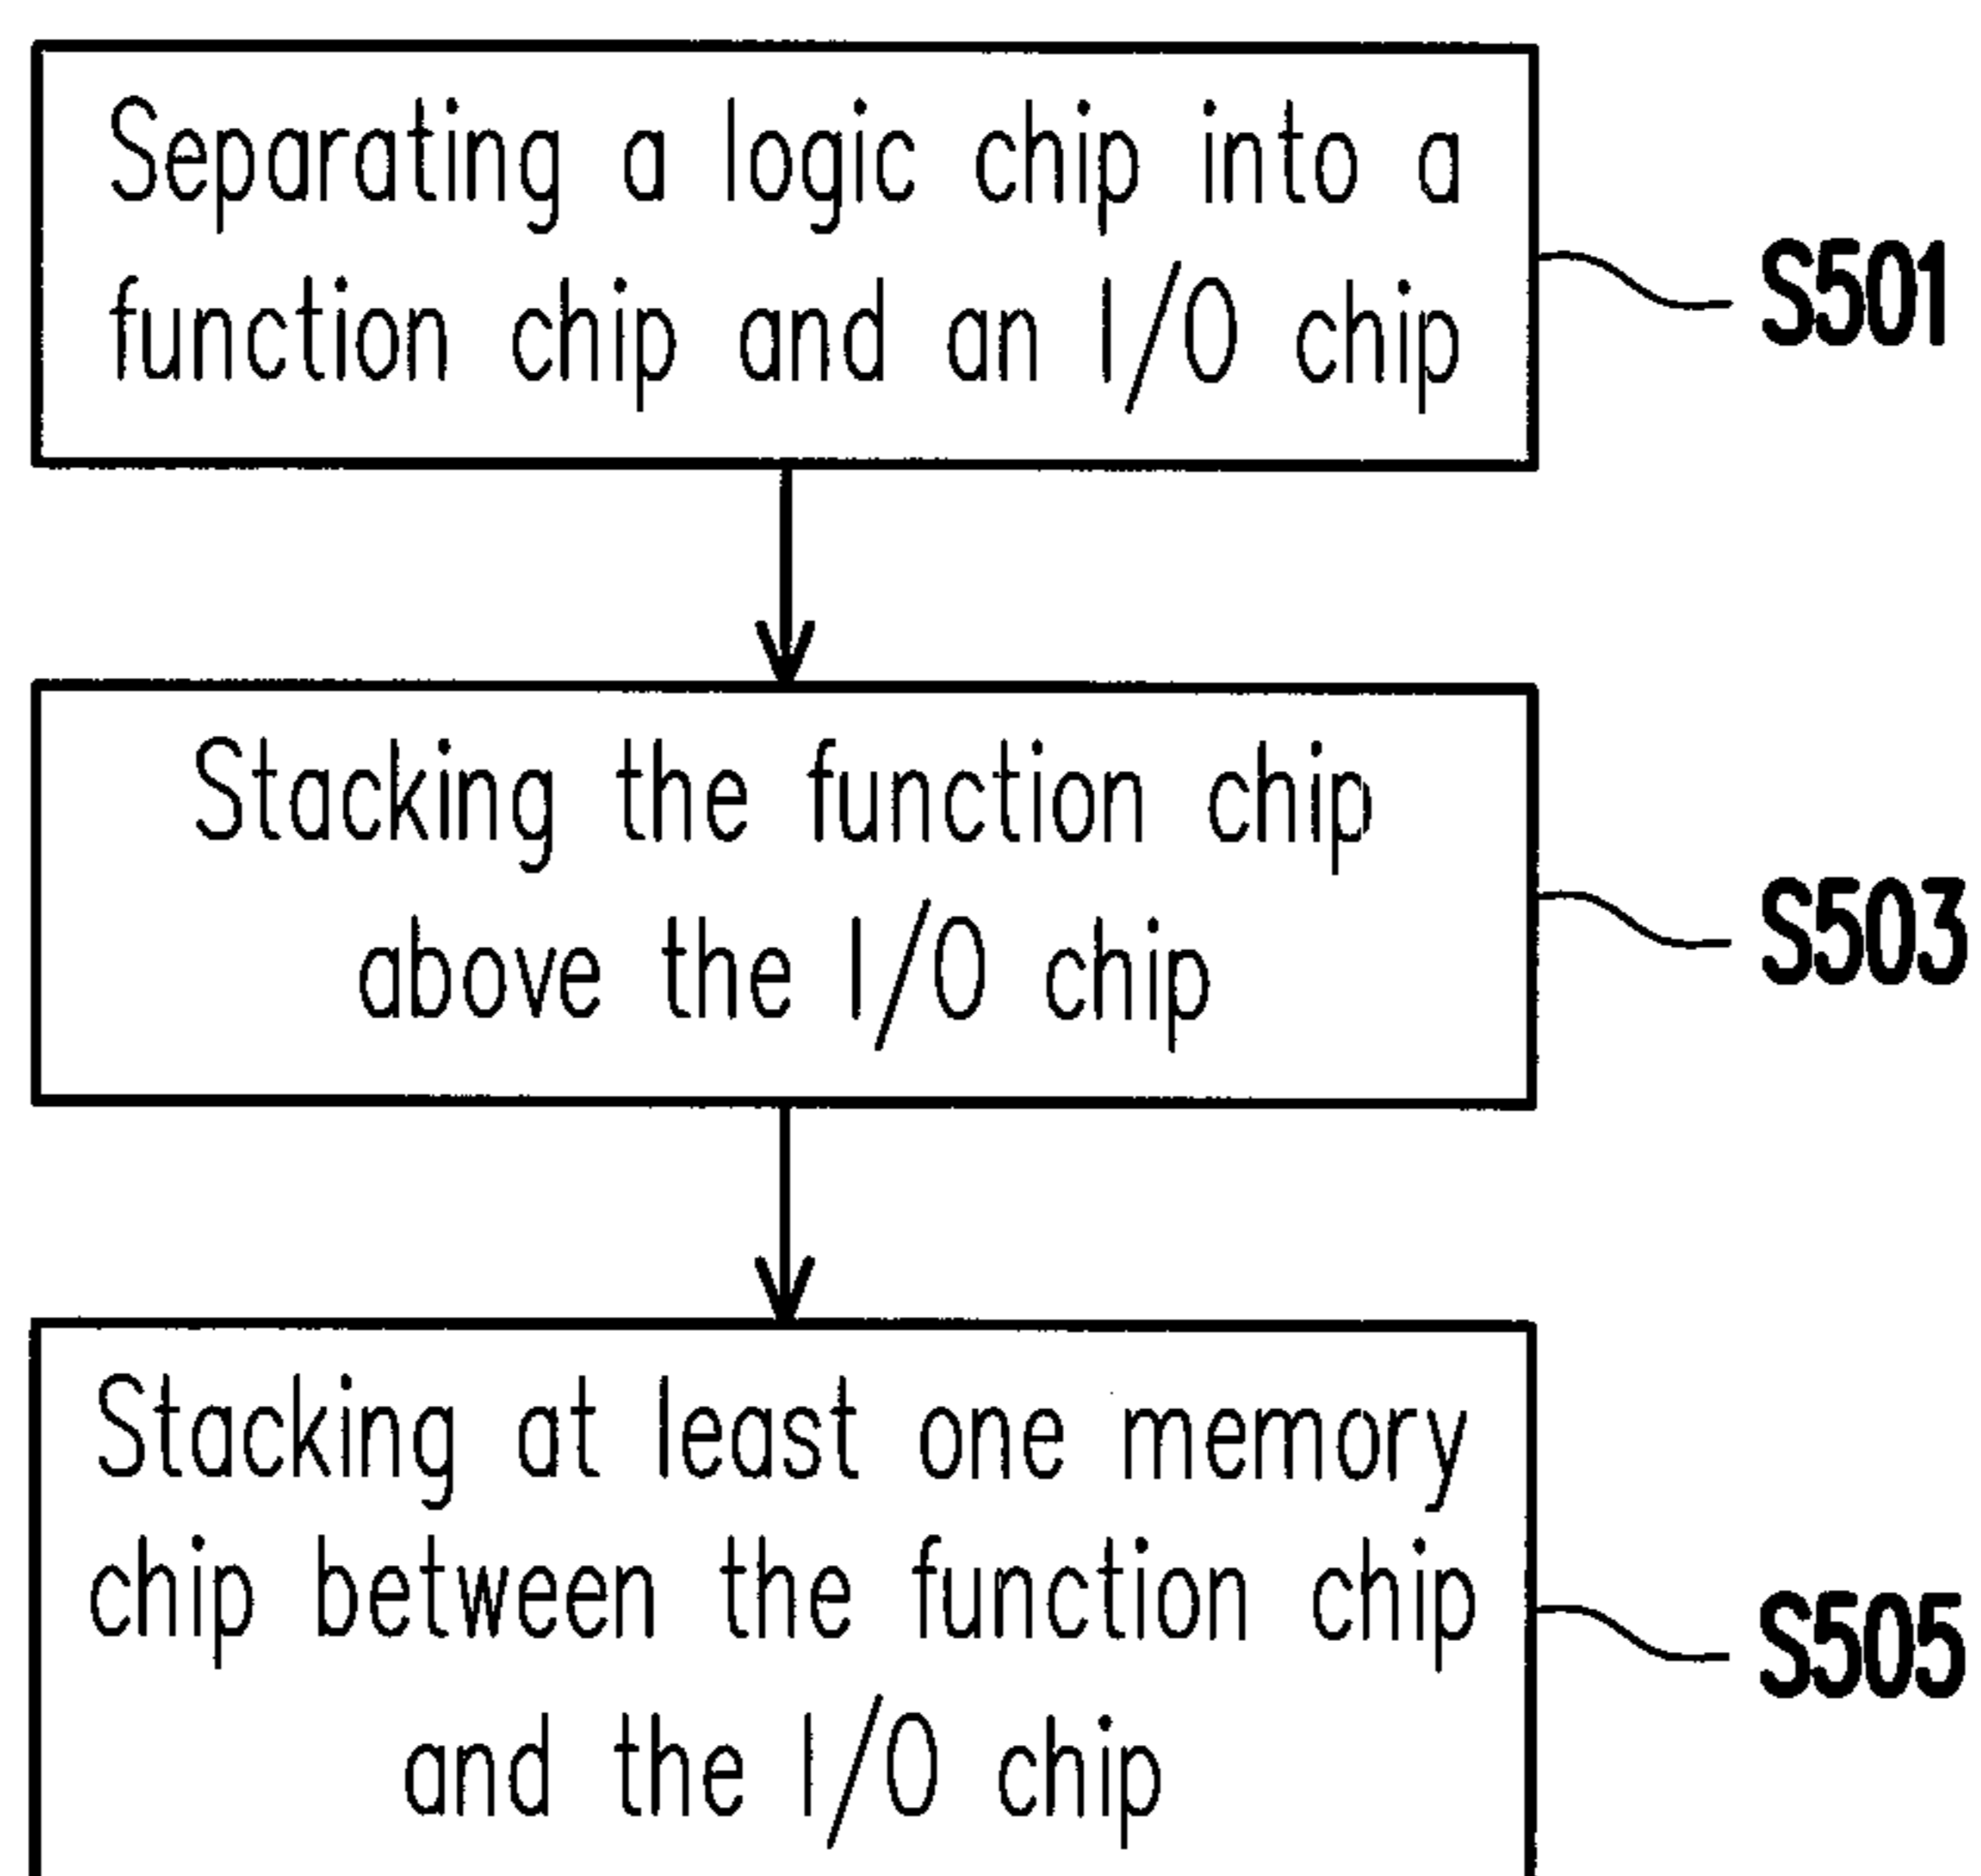 Separating a logic chip into a
function chip and an I/O chip
S501
Stacking the function chip
above the I/O chip
S503
Stacking at least one memory
chip between the function chip
and the I/O chip
S505